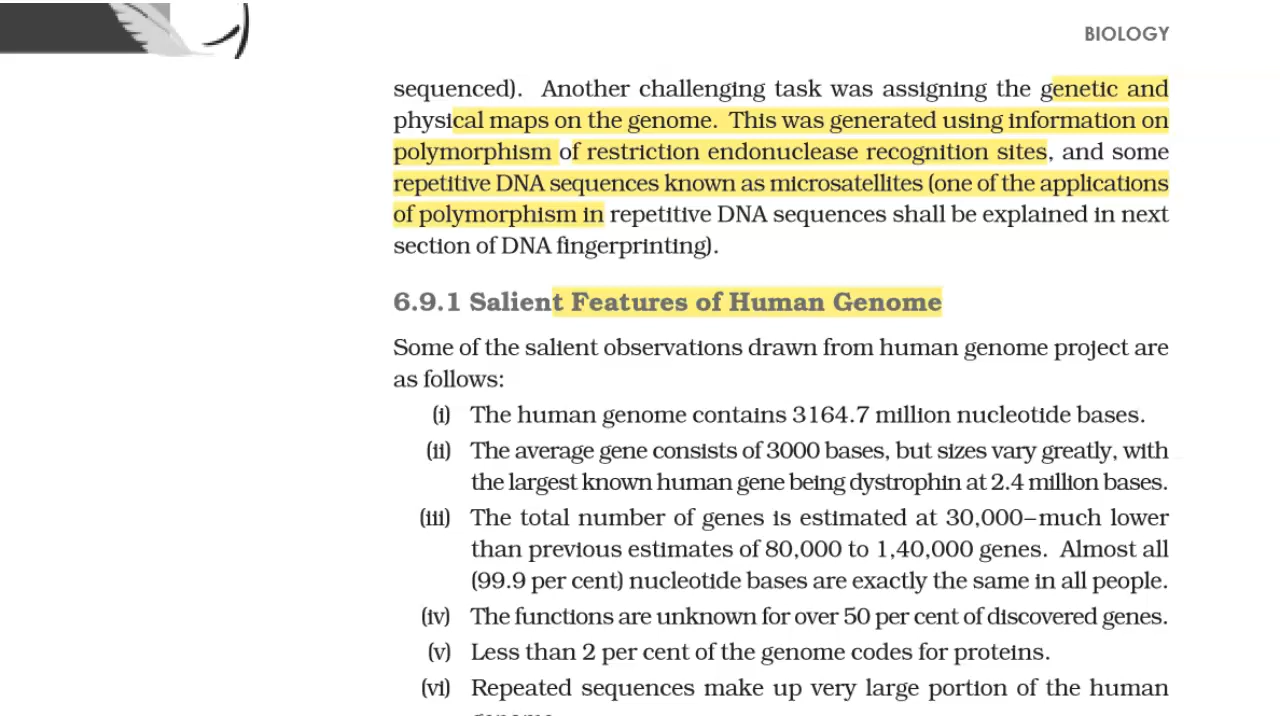 BIOLOGY
sequenced). Another challenging task was assigning the genetic and
physical maps on the genome. This was generated using information on
polymorphism of restriction endonuclease recognition sites, and some
repetitive DNA sequences known as microsatellites (one of the applications
of polymorphism in repetitive DNA sequences shall be explained in next
section of DNA fingerprinting).
6.9.1 Salient Features of Human Genome
Some of the salient observations drawn from human genome project are
as follows:
(i) The human genome contains 3164.7 million nucleotide bases.
(ii) The average gene consists of 3000 bases, but sizes vary greatly, with
the largest known human gene being dystrophin at 2.4 million bases.
(iii) The total number of genes is estimated at 30,000–much lower
than previous estimates of 80,000 to 1,40,000 genes. Almost all
(99.9 per cent) nucleotide bases are exactly the same in all people.
(iv) The functions are unknown for over 50 per cent of discovered genes.
(v) Less than 2 per cent of the genome codes for proteins.
(vi) Repeated sequences make up very large portion of the human